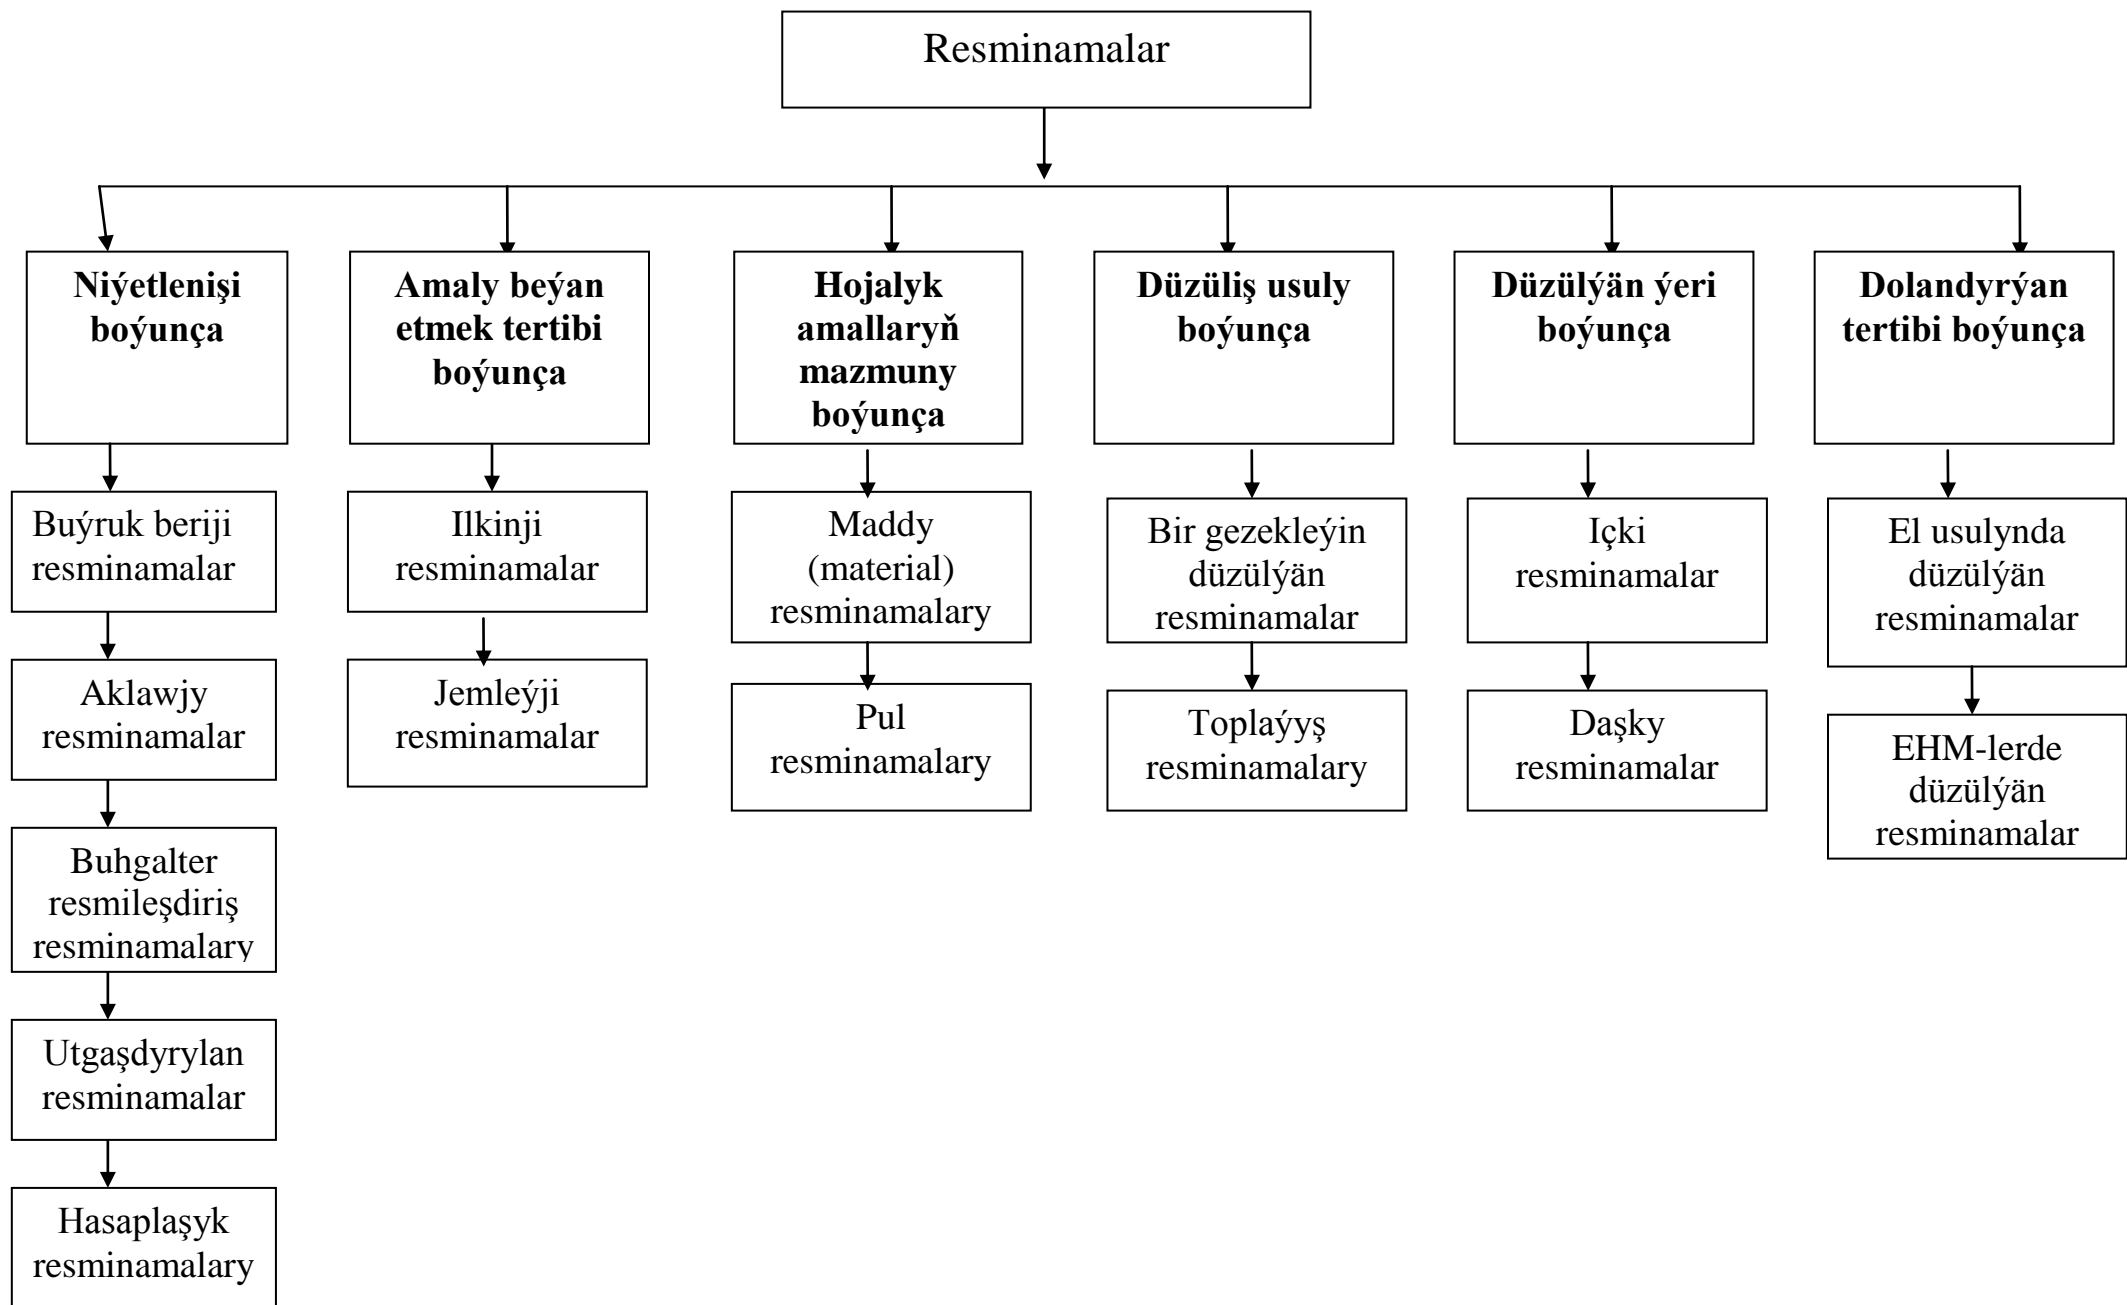 Resminamalar
Niýetlenişi
boýunça
Amaly beýan
etmek tertibi
boýunça
Hojalyk
amallaryň
mazmuny
boýunça
Düzüliş usuly
boýunça
Düzülýän ýeri
boýunça
Dolandyrýan
tertibi boýunça
Buýruk beriji
resminamalar
Aklawjy
resminamalar
Buhgalter
resmileşdiriş
resminamalary
Utgaşdyrylan
resminamalar
Hasaplaşyk
resminamalary
Ilkinji
resminamalar
Jemleýji
resminamalar
Maddy
(material)
resminamalary
Pul
resminamalary
Bir gezekleýin
düzülýän
resminamalar
Toplaýyş
resminamalary
Içki
resminamalar
Daşky
resminamalar
El usulynda
düzülýän
resminamalar
EHM-lerde
düzülýän
resminamalar